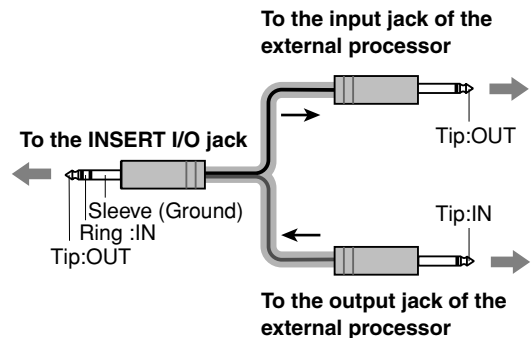 To the input jack of the
external processor
Tip:OUT
To the INSERT I/O jack
Sleeve (Ground)
Ring :IN
Tip:OUT
Tip:IN
To the output jack of the
external processor